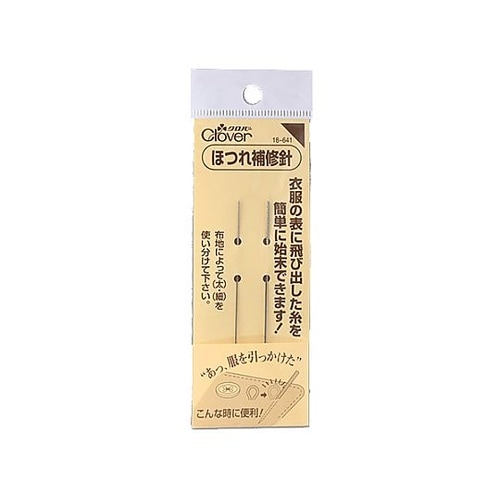 クロバー
Clover
18-641
ほつれ補修針
衣服の表に飛び出した糸を
簡単に始末できます!
布地によって(太)・(細)を
使い分けて下さい。
"あっ、服を引っかけた"
こんな時に便利!